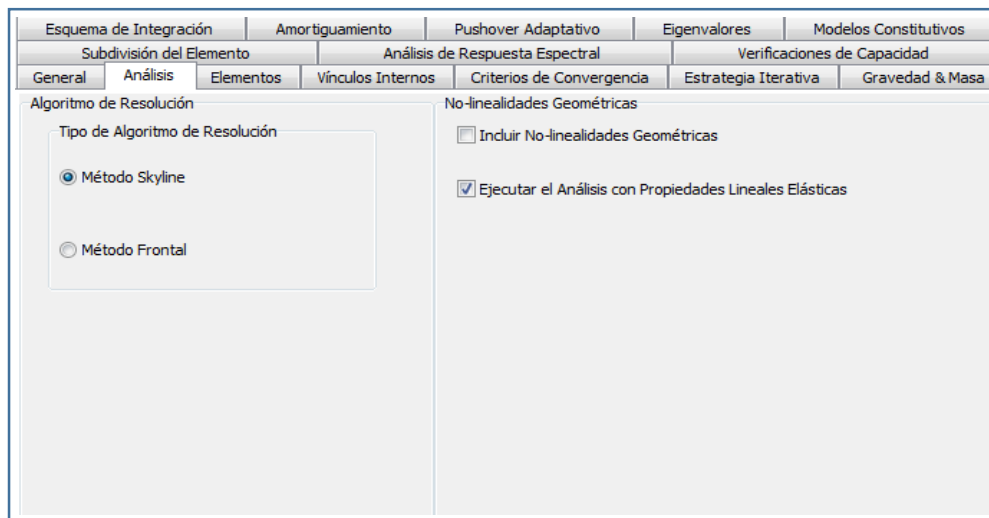 Esquema de Integración Amortiguamiento Pushover Adaptativo Eigenvalores Modelos Constitutivos
Subdivisión del Elemento Análisis de Respuesta Espectral Verificaciones de Capacidad
General Análisis Elementos Vínculos Internos Criterios de Convergencia Estrategia Iterativa Gravedad & Masa
Algoritmo de Resolución
Tipo de Algoritmo de Resolución
Método Skyline
Método Frontal
No-linealidades Geométricas
Incluir No-linealidades Geométricas
Ejecutar el Análisis con Propiedades Lineales Elásticas